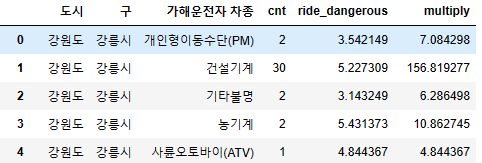 도시 구 가해운전자 차종 cnt ride_dangerous multiply
0 강원도 강릉시 개인형이동수단(PM) 2 3.542149 7.084298
1 강원도 강릉시 건설기계 30 5.227309 156.819277
2 강원도 강릉시 기타불명 2 3.143249 6.286498
3 강원도 강릉시 농기계 2 5.431373 10.862745
4 강원도 강릉시 사륜오토바이(ATV) 1 4.844367 4.844367